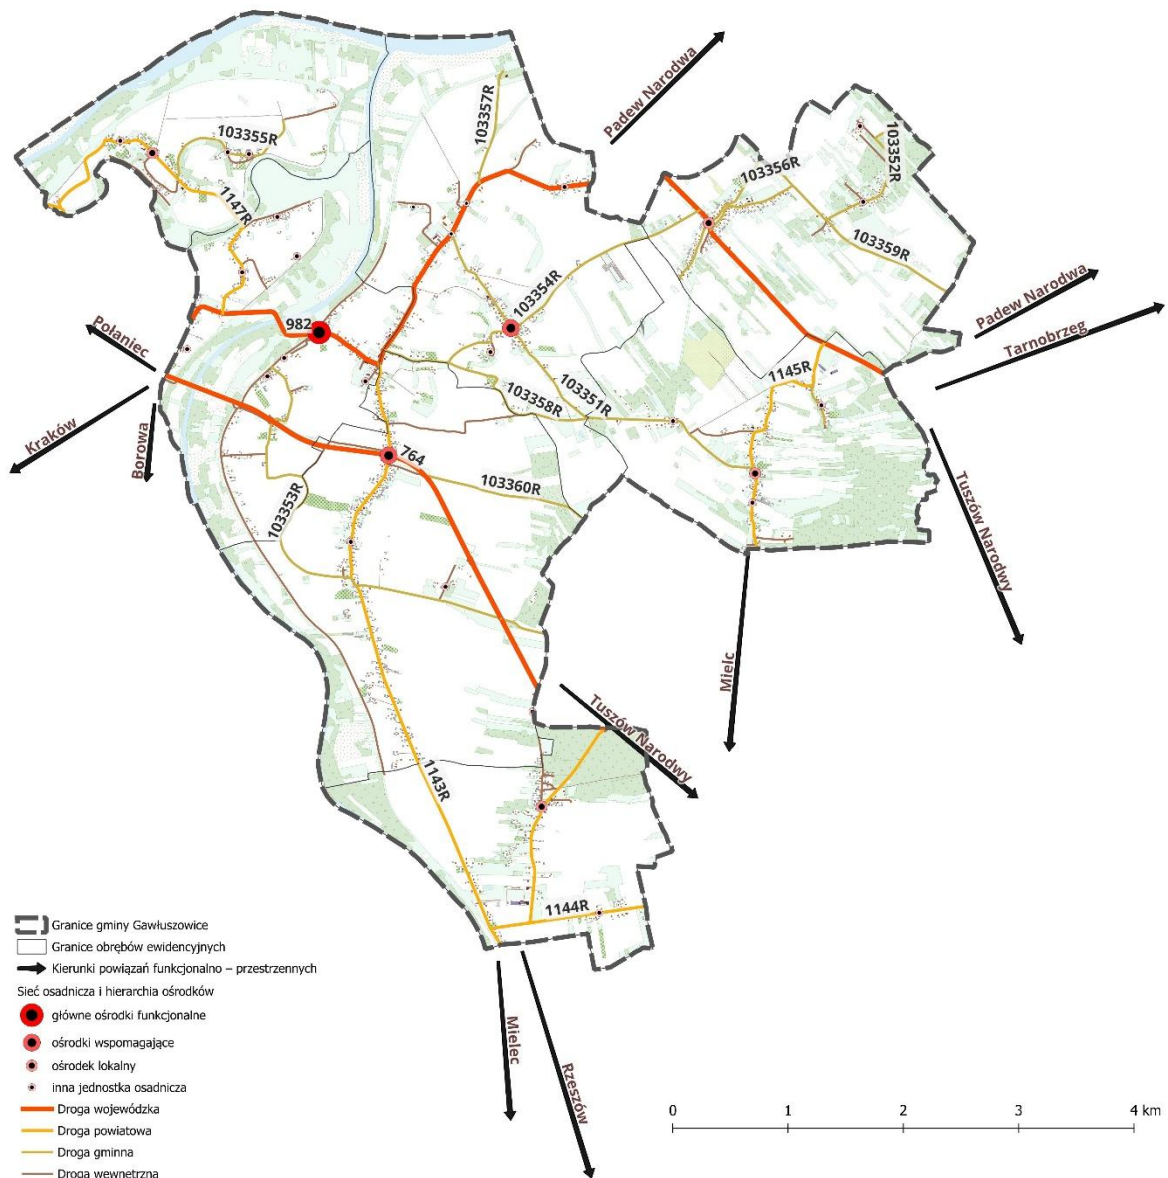 Padew Narodwa
103357R
103355R
103352R
103356R
1147R
103359R
103354R
Padew Narodwa
982
Połaniec
Tarnobrzeg
1145R
103351R
103358R
Kraków
Borowa
764
103360R
Tuszów Narodwy
103353R
Mielc
Tuszów Narodwy
1143R
1144R
Granice gminy Gawłuszowice
Granice obrębów ewidencyjnych
Kierunki powiązań funkcjonalno – przestrzennych
Sieć osadnicza i hierarchia ośrodków
główne ośrodki funkcjonalne
ośrodki wspomagające
ośrodek lokalny
inna jednostka osadnicza
Droga wojewódzka
Droga powiatowa
Droga gminna
Droga wewnętrzna
Mielec
Rzeszów
0 1 2 3 4 km